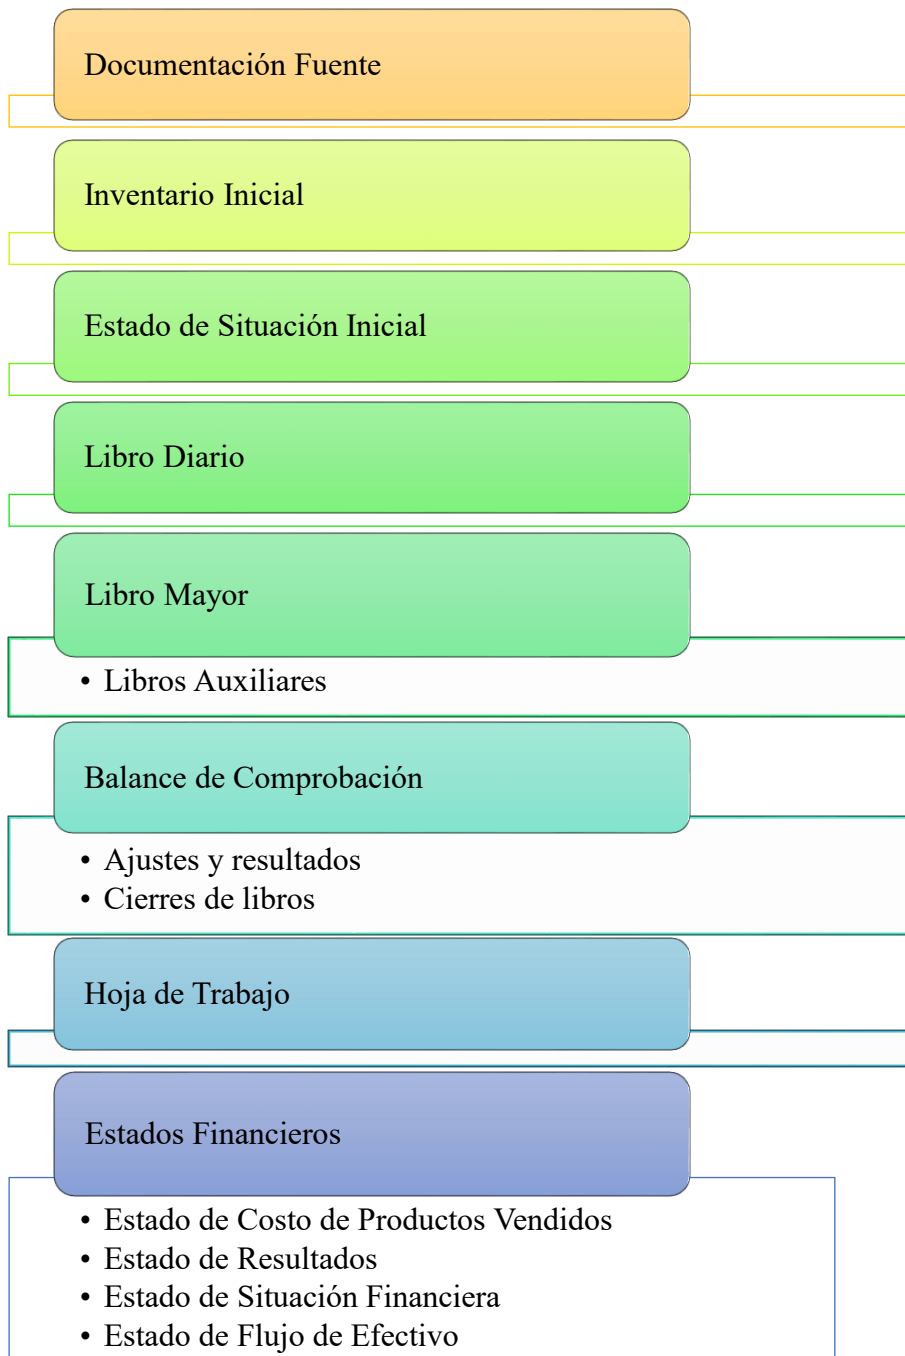 Documentación Fuente
Inventario Inicial
Estado de Situación Inicial
Libro Diario
Libro Mayor
• Libros Auxiliares
Balance de Comprobación
• Ajustes y resultados
• Cierres de libros
Hoja de Trabajo
Estados Financieros
• Estado de Costo de Productos Vendidos
• Estado de Resultados
• Estado de Situación Financiera
• Estado de Flujo de Efectivo